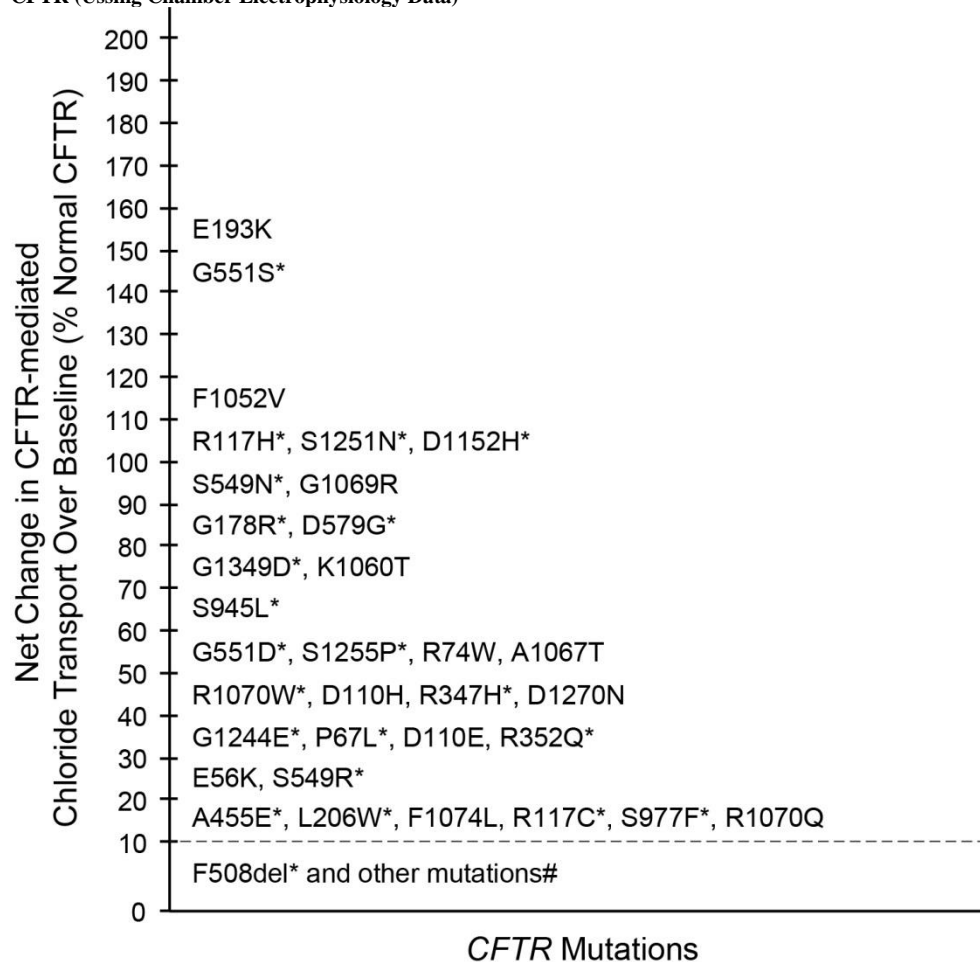 CFTR (Ussing Chamber Electrophysiology Data)
Net Change in CFTR-mediated
Chloride Transport Over Baseline (% Normal CFTR)
200
190
180
170
160
E193K
150
G551S*
140
130
120
F1052V
110
R117H*, S1251N*, D1152H*
100
S549N*, G1069R
90
G178R*, D579G*
80
G1349D*, K1060T
70
S945L*
60
G551D*, S1255P*, R74W, A1067T
50
R1070W*, D110H, R347H*, D1270N
40
G1244E*, P67L*, D110E, R352Q*
30
E56K, S549R*
20
A455E*, L206W*, F1074L, R117C*, S977F*, R1070Q
10
F508del* and other mutations#
0
CFTR Mutations